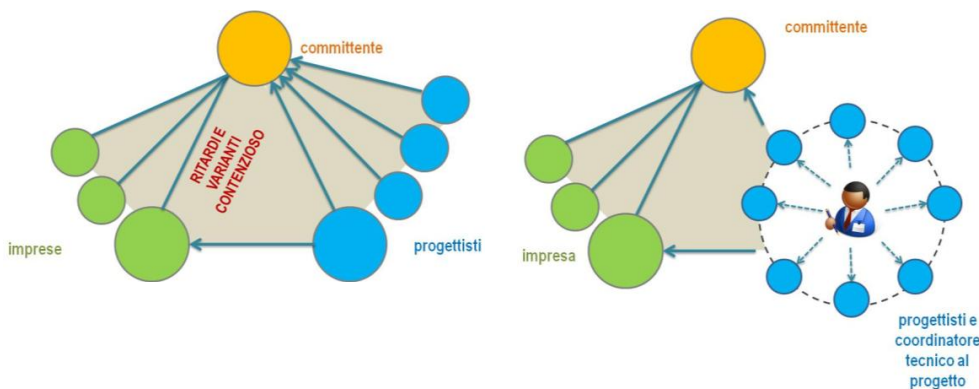 committente
RITARDI E
VARIANTI
CONTENZIOSO
imprese
progettisti
committente
impresa
progettisti e
coordinatore
tecnico al
progetto